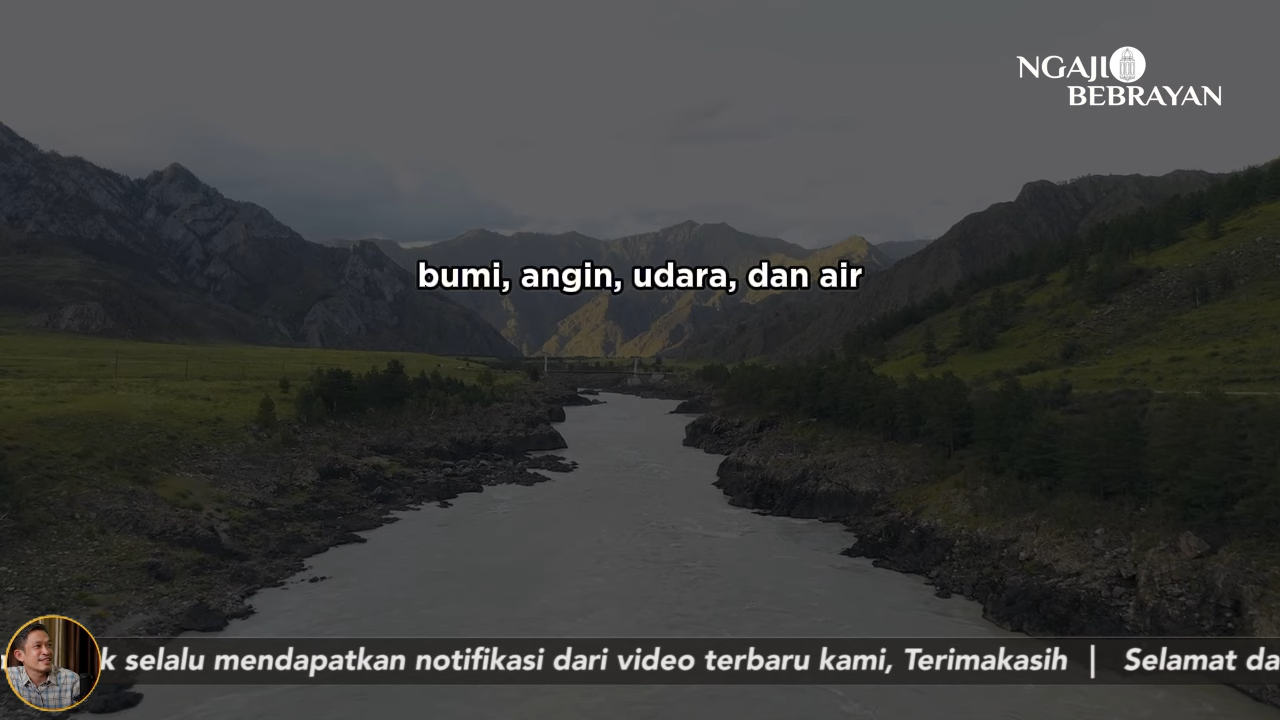 NGAJI
BEBRAYAN
bumi, angin, udara, dan air
k selalu mendapatkan notifikasi dari video terbaru kami, Terimakasih | Selamat da